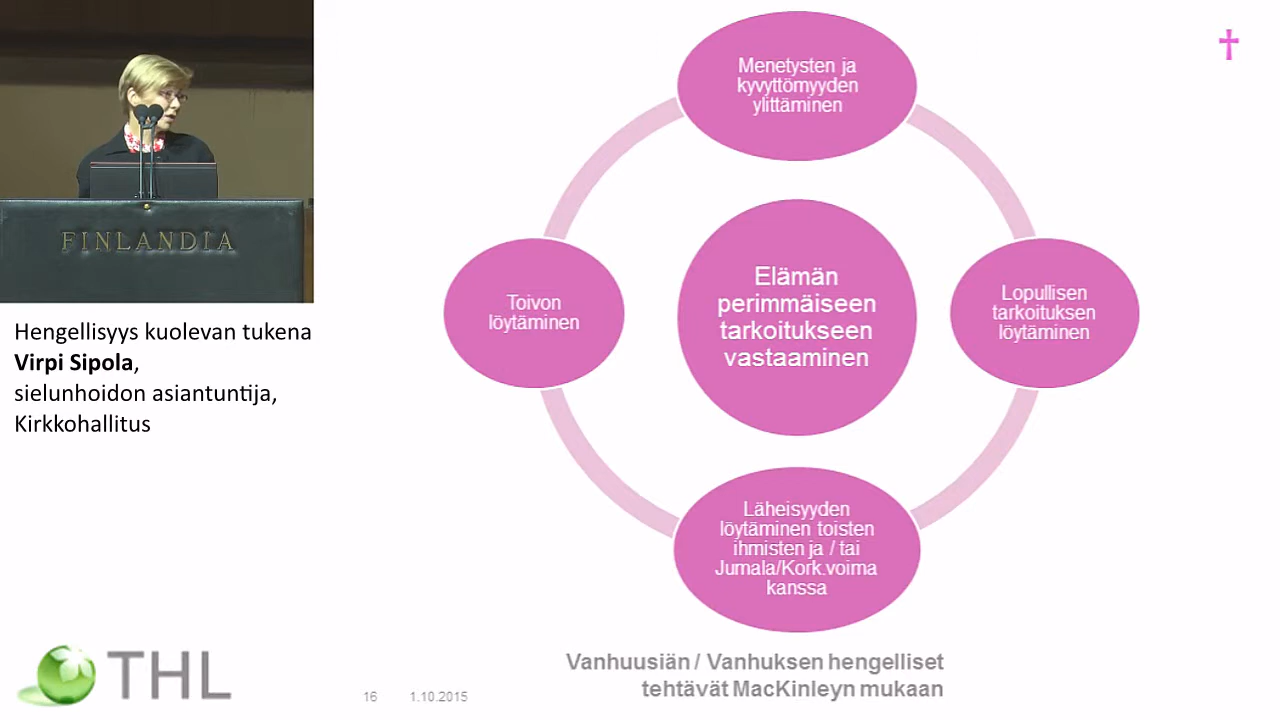 FINLANDIA
Hengellisyys kuolevan tukena
Virpi Sipola,
sielunhoidon asiantuntija,
Kirkkohallitus
Menetysten ja
kyvyttömyyden
ylittäminen
Toivon
löytäminen
Elämän
perimmäiseen
tarkoitukseen
vastaaminen
Lopullisen
tarkoituksen
löytäminen
Läheisyyden
löytäminen toisten
ihmisten ja / tai
Jumala/Kork.voima
kanssa
Vanhuusiän / Vanhuksen hengelliset
tehtävät MacKinleyn mukaan
THL
16 1.10.2015